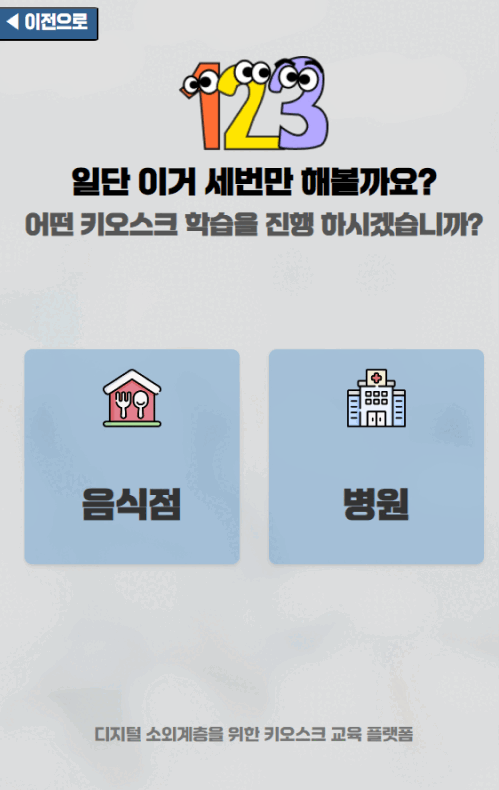 ◀ 이전으로
123
일단 이거 세번만 해볼까요?
어떤 키오스크 학습을 진행 하시겠습니까?
음식점
병원
디지털 소외계층을 위한 키오스크 교육 플랫폼